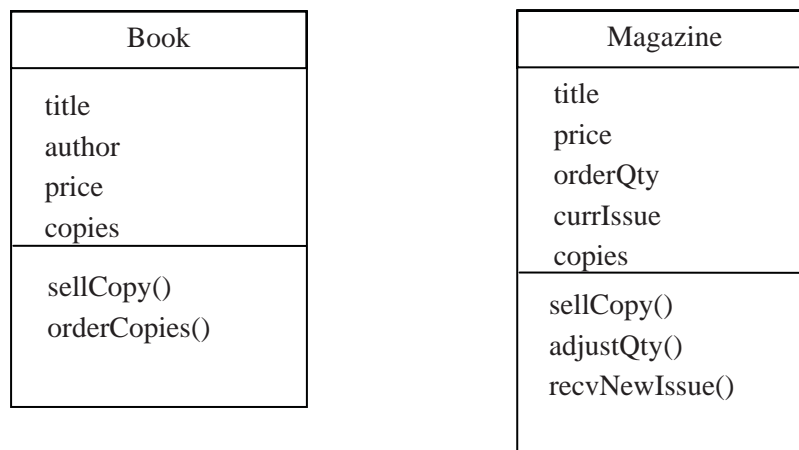 Book
title
author
price
copies
sellCopy()
orderCopies()
Magazine
title
price
orderQty
currIssue
copies
sellCopy()
adjustQty()
recvNewIssue()